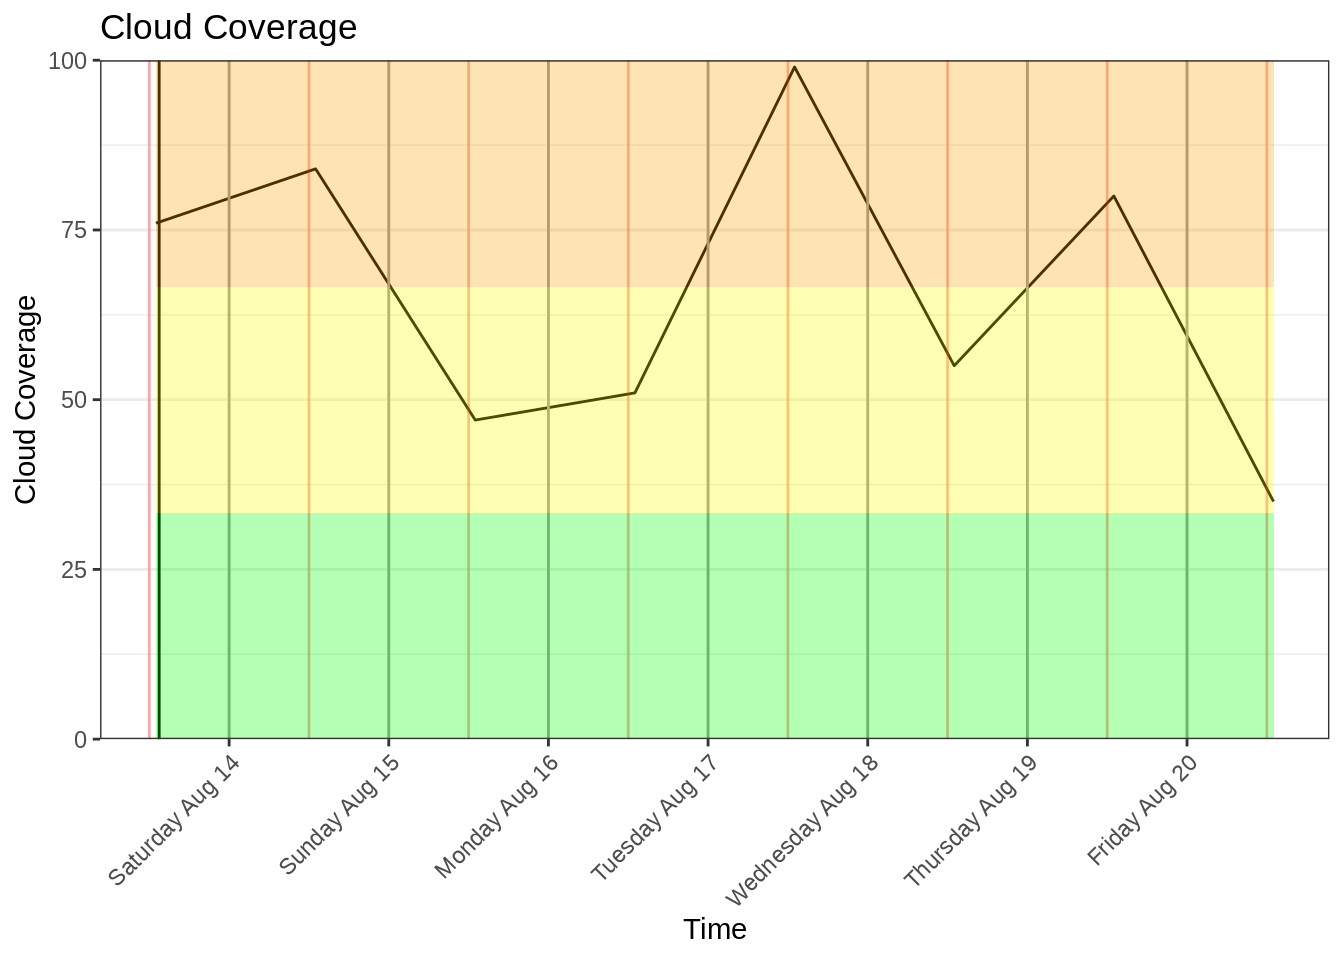 Cloud Coverage
100
75
50
25
0
Cloud Coverage
Saturday Aug 14
Sunday Aug 15
Monday Aug 16
Tuesday Aug 17
Wednesday Aug 18
Thursday Aug 19
Friday Aug 20
Time